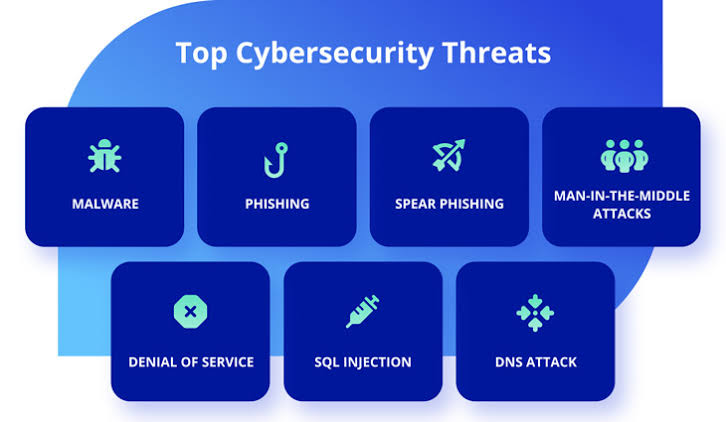 Top Cybersecurity Threats
MALWARE
PHISHING
SPEAR PHISHING
MAN-IN-THE-MIDDLE
ATTACKS
DENIAL OF SERVICE
SQL INJECTION
DNS ATTACK